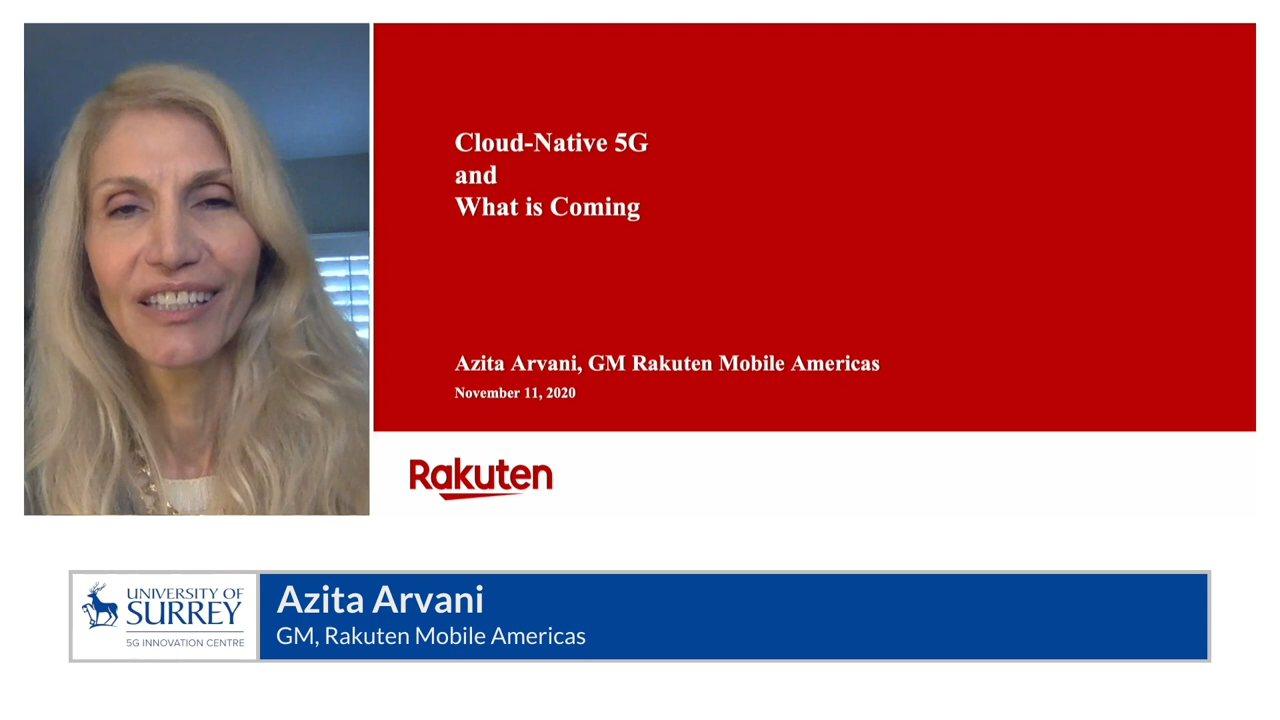 Cloud-Native 5G
and
What is Coming
Azita Arvani, GM Rakuten Mobile Americas
November 11, 2020
Rakuten
UNIVERSITY OF
SURREY
5G INNOVATION CENTRE
Azita Arvani
GM, Rakuten Mobile Americas